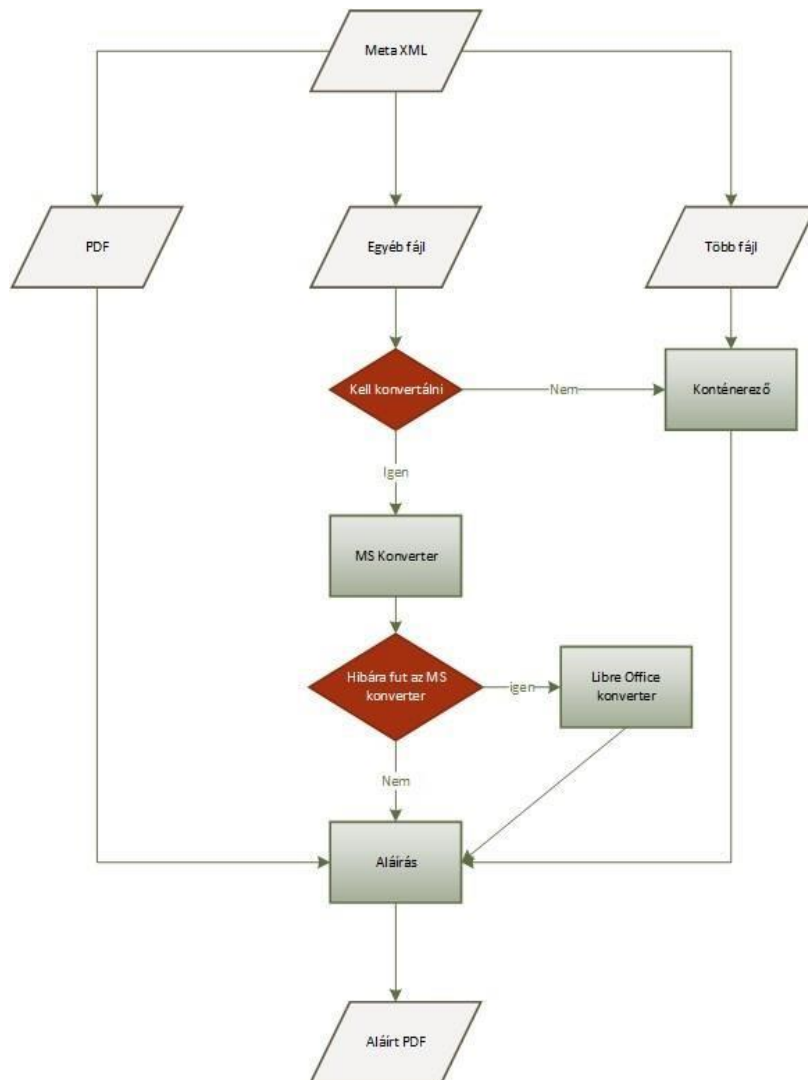 Meta XML
PDF
Egyéb fájl
Több fájl
Kell konvertálni
Nem
Konténerező
Igen
MS Konverter
Hibára fut az MS
konverter
igen
Libre Office
konverter
Nem
Aláírás
Aláírt PDF